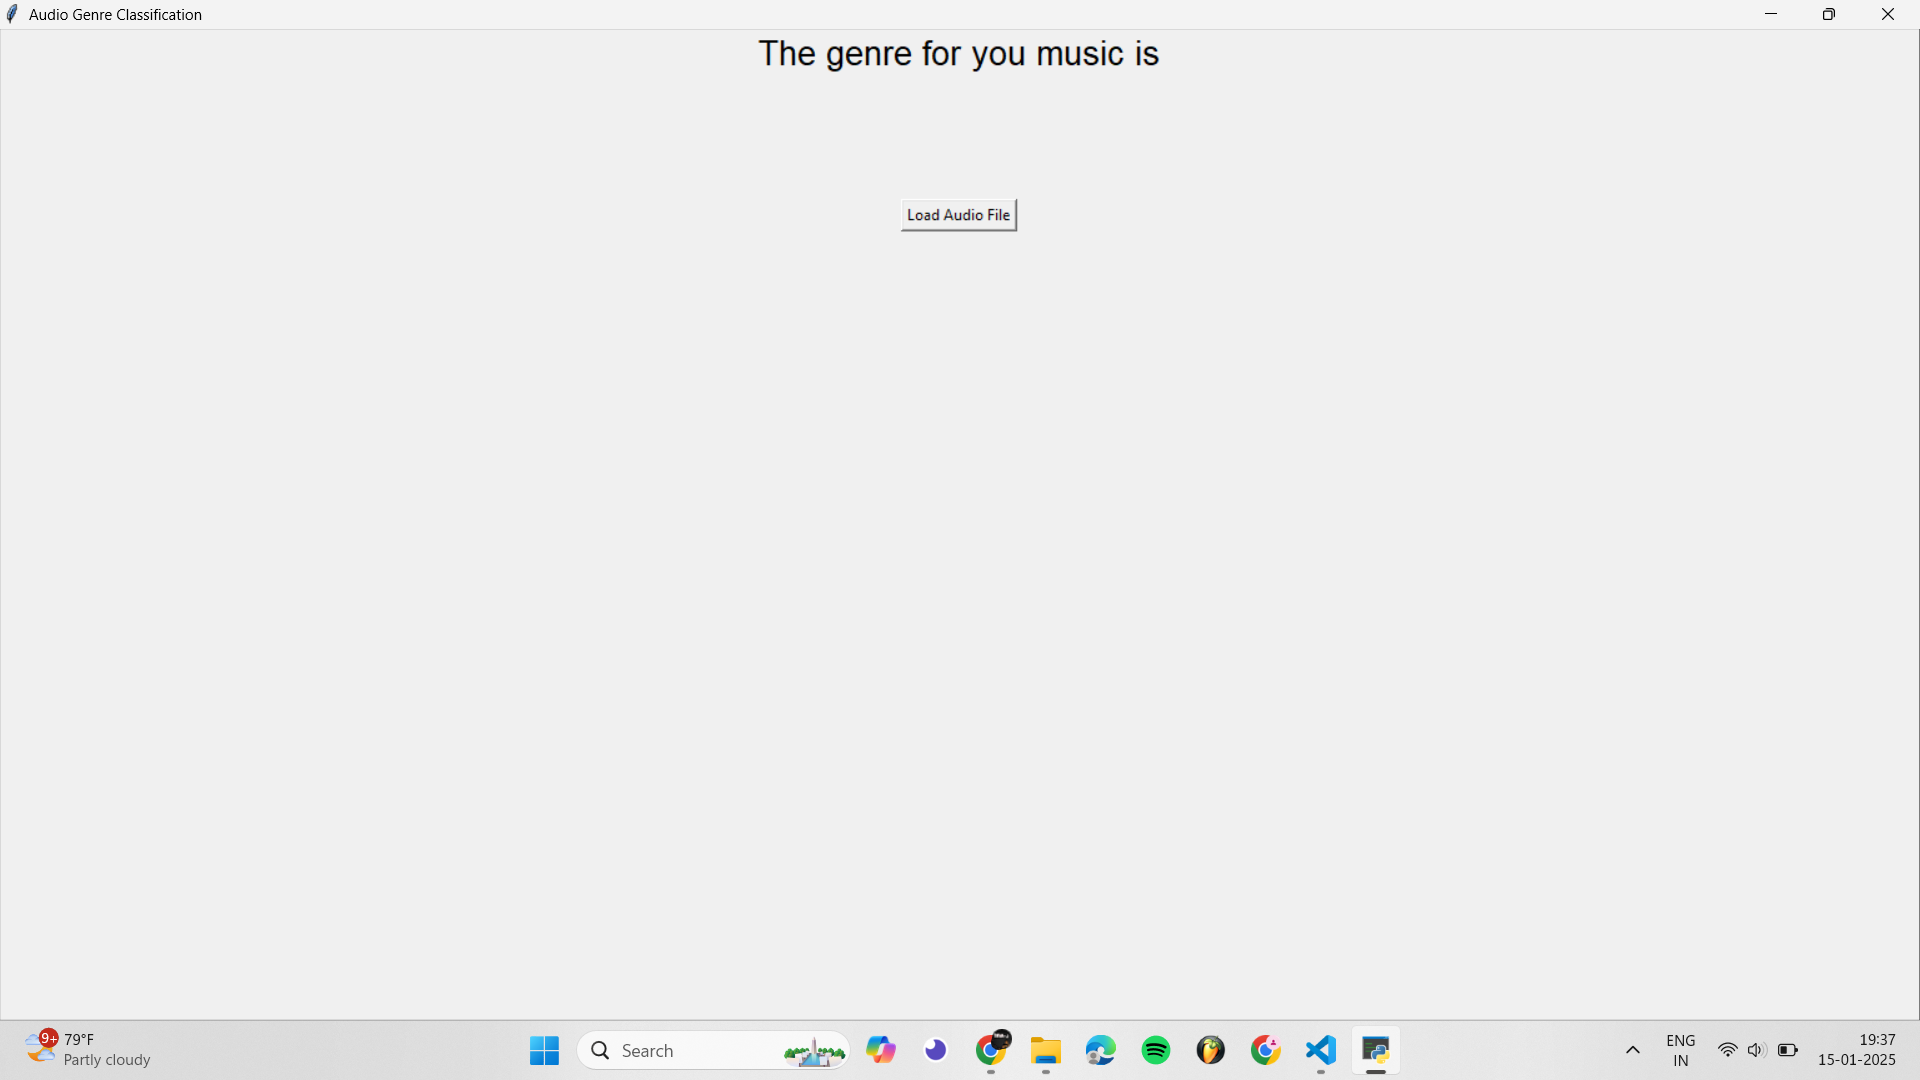 Audio Genre Classification
The genre for you music is
Load Audio File
9+
79°F
Partly cloudy
Search
ENG
IN
19:37
15-01-2025